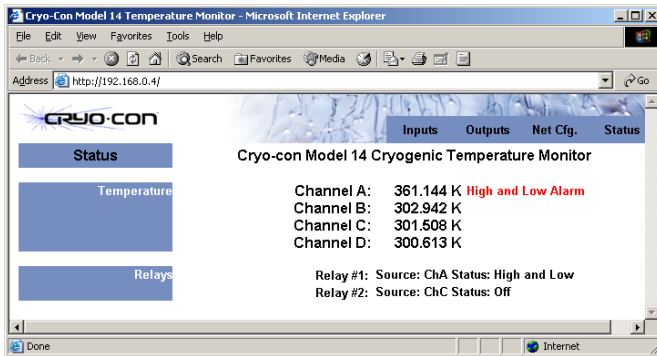 Cryo-Con Model 14 Temperature Monitor - Microsoft Internet Explorer
File Edit View Favorites Tools Help
Back Search Favorites Media
Address http://192.168.0.4/ Go
CRYO·CON
Inputs Outputs Net Cfg. Status
Status
Cryo-con Model 14 Cryogenic Temperature Monitor
Temperature
Channel A: 361.144 K High and Low Alarm
Channel B: 302.942 K
Channel C: 301.508 K
Channel D: 300.613 K
Relays
Relay #1: Source: ChA Status: High and Low
Relay #2: Source: ChC Status: Off
Done Internet